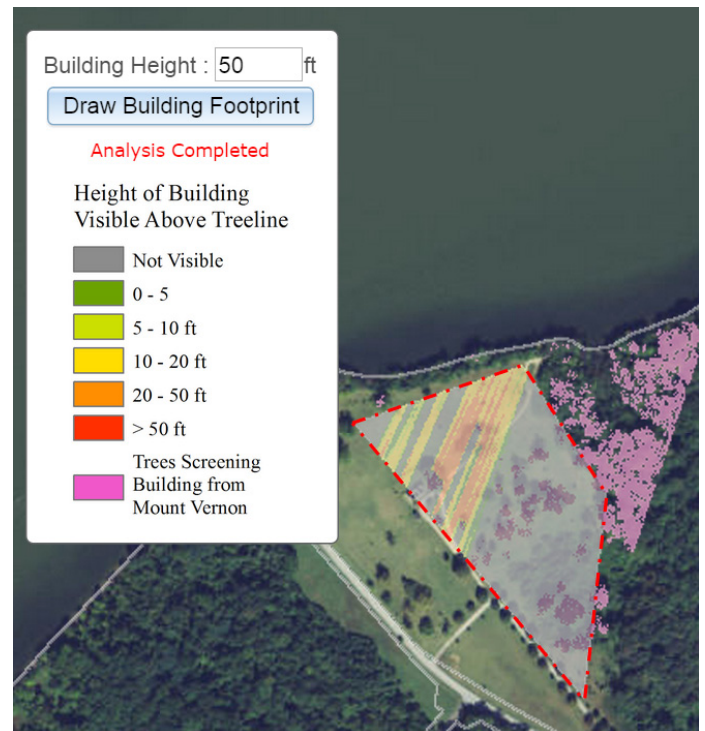 Building Height : 50 ft
Draw Building Footprint
Analysis Completed
Height of Building
Visible Above Treeline
Not Visible
0 - 5
5 - 10 ft
10 - 20 ft
20 - 50 ft
> 50 ft
Trees Screening
Building from
Mount Vernon